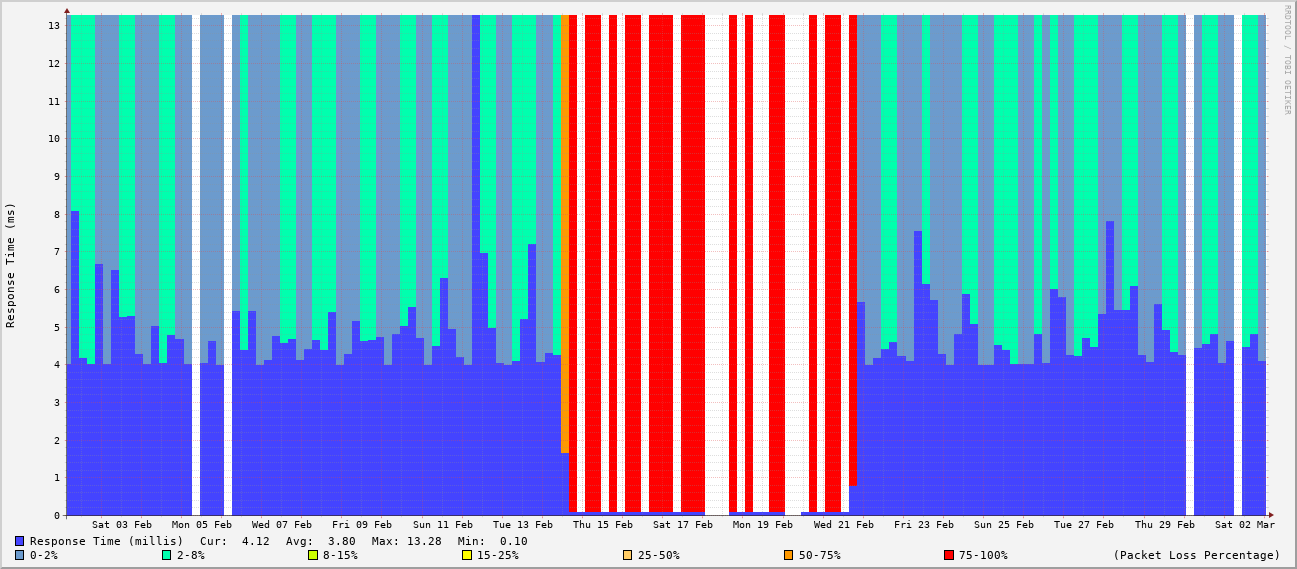 RRDTOOL / TOBI OETIKER
Response Time (ms)
13
12
11
10
9
8
7
6
5
4
3
2
1
0
Sat 03 Feb Mon 05 Feb Wed 07 Feb Fri 09 Feb Sun 11 Feb Tue 13 Feb Thu 15 Feb Sat 17 Feb Mon 19 Feb Wed 21 Feb Fri 23 Feb Sun 25 Feb Tue 27 Feb Thu 29 Feb Sat 02 Mar
Response Time (millis) Cur: 4.12 Avg: 3.80 Max: 13.28 Min: 0.10
0-2% 2-8% 8-15% 15-25% 25-50% 50-75% 75-100% (Packet Loss Percentage)